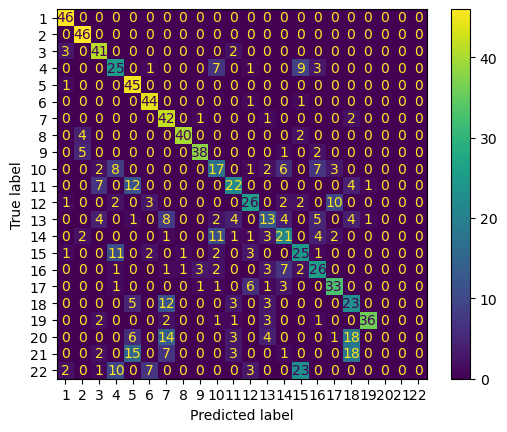 1 46 0 0 0 0 0 0 0 0 0 0 0 0 0 0 0 0 0 0 0 0 0
2 0 46 0 0 0 0 0 0 0 0 0 0 0 0 0 0 0 0 0 0 0 0
3 3 0 41 0 0 0 0 0 0 0 2 0 0 0 0 0 0 0 0 0 0 0
4 0 0 0 25 0 1 0 0 0 7 0 1 0 0 9 3 0 0 0 0 0 0
5 1 0 0 0 45 0 0 0 0 0 0 0 0 0 0 0 0 0 0 0 0 0
6 0 0 0 0 0 44 0 0 0 0 0 1 0 0 1 0 0 0 0 0 0 0
7 0 0 0 0 0 0 42 0 1 0 0 0 1 0 0 0 0 2 0 0 0 0
8 0 4 0 0 0 0 0 40 0 0 0 0 0 0 2 0 0 0 0 0 0 0
9 0 5 0 0 0 0 0 0 38 0 0 0 0 1 0 2 0 0 0 0 0 0
10 0 0 2 8 0 0 0 0 0 17 0 1 2 6 0 7 3 0 0 0 0 0
11 0 0 7 0 12 0 0 0 0 0 22 0 0 0 0 0 0 4 1 0 0 0
12 1 0 0 2 0 3 0 0 0 0 0 26 0 2 2 0 10 0 0 0 0 0
13 0 0 4 0 1 0 8 0 0 2 4 0 13 4 0 5 0 4 1 0 0 0
14 0 2 0 0 0 0 1 0 0 11 1 1 3 21 0 4 2 0 0 0 0 0
15 1 0 0 11 0 2 0 1 0 2 0 3 0 0 25 1 0 0 0 0 0 0
16 0 0 0 1 0 0 1 1 3 2 0 0 3 7 2 26 0 0 0 0 0 0
17 0 0 0 1 0 0 0 0 1 1 0 6 1 3 0 0 33 0 0 0 0 0
18 0 0 0 0 5 0 12 0 0 0 3 0 3 0 0 0 0 23 0 0 0 0
19 0 0 2 0 0 0 2 0 0 1 1 0 3 0 0 1 0 0 36 0 0 0
20 0 0 0 0 6 0 14 0 0 0 3 0 4 0 0 0 1 18 0 0 0 0
21 0 0 2 0 15 0 7 0 0 0 3 0 0 1 0 0 0 18 0 0 0 0
22 2 0 1 10 0 7 0 0 0 0 0 3 0 0 23 0 0 0 0 0 0 0
1 2 3 4 5 6 7 8 9 10 11 12 13 14 15 16 17 18 19 20 21 22
Predicted label
True label
40
30
20
10
0